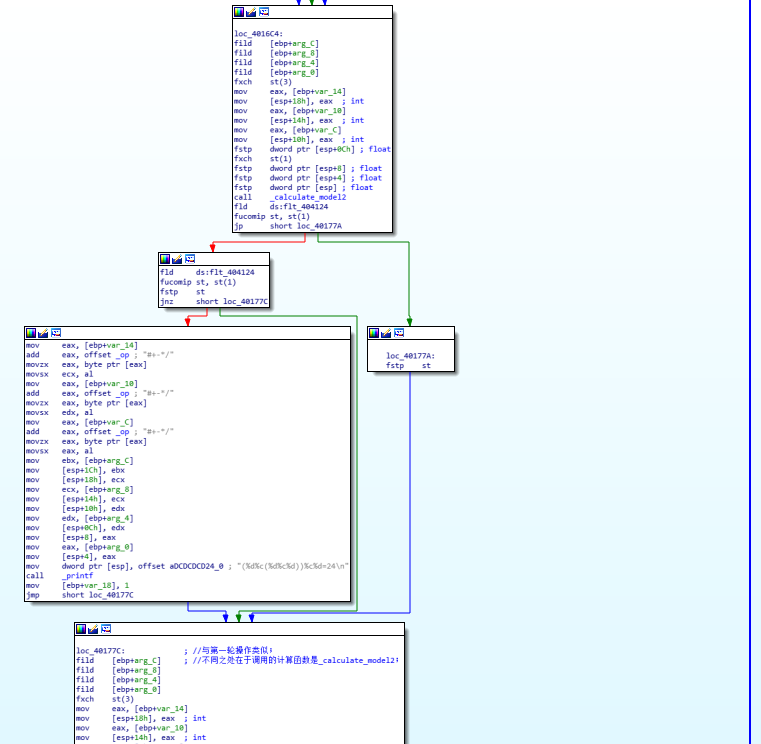 loc_4016C4:
fild [ebp+arg_C]
fild [ebp+arg_8]
fild [ebp+arg_4]
fild [ebp+arg_0]
fxch st(3)
mov eax, [ebp+var_14]
mov [esp+18h], eax ; int
mov eax, [ebp+var_10]
mov [esp+14h], eax ; int
mov eax, [ebp+var_C]
mov [esp+10h], eax ; int
fstp dword ptr [esp+0Ch] ; float
fxch st(1)
fstp dword ptr [esp+8] ; float
fstp dword ptr [esp+4] ; float
fstp dword ptr [esp] ; float
call _calculate_model2
fld ds:flt_404124
fucomip st, st(1)
jp short loc_40177A
fld ds:flt_404124
fucomip st, st(1)
fstp st
jnz short loc_40177C
mov eax, [ebp+var_14]
add eax, offset _op ; "#+-*/"
movzx eax, byte ptr [eax]
movsx ecx, al
mov eax, [ebp+var_10]
add eax, offset _op ; "#+-*/"
movzx eax, byte ptr [eax]
movsx edx, al
mov eax, [ebp+var_C]
add eax, offset _op ; "#+-*/"
movzx eax, byte ptr [eax]
movsx eax, al
mov ebx, [ebp+arg_C]
mov [esp+1Ch], ebx
mov [esp+18h], ecx
mov ecx, [ebp+arg_8]
mov [esp+14h], ecx
mov [esp+10h], edx
mov edx, [ebp+arg_4]
mov [esp+0Ch], edx
mov [esp+8], eax
mov eax, [ebp+arg_0]
mov [esp+4], eax
mov dword ptr [esp], offset aDCDCDCD24_0 ; "(%d%c(%d%c%d))%c%d=24\n"
call _printf
mov [ebp+var_18], 1
jmp short loc_40177C
loc_40177A:
fstp st
loc_40177C: ; //与第一轮操作类似;
fild [ebp+arg_C] ; //不同之处在于调用的计算函数是_calculate_model2;
fild [ebp+arg_8]
fild [ebp+arg_4]
fild [ebp+arg_0]
fxch st(3)
mov eax, [ebp+var_14]
mov [esp+18h], eax ; int
mov eax, [ebp+var_10]
mov [esp+14h], eax ; int